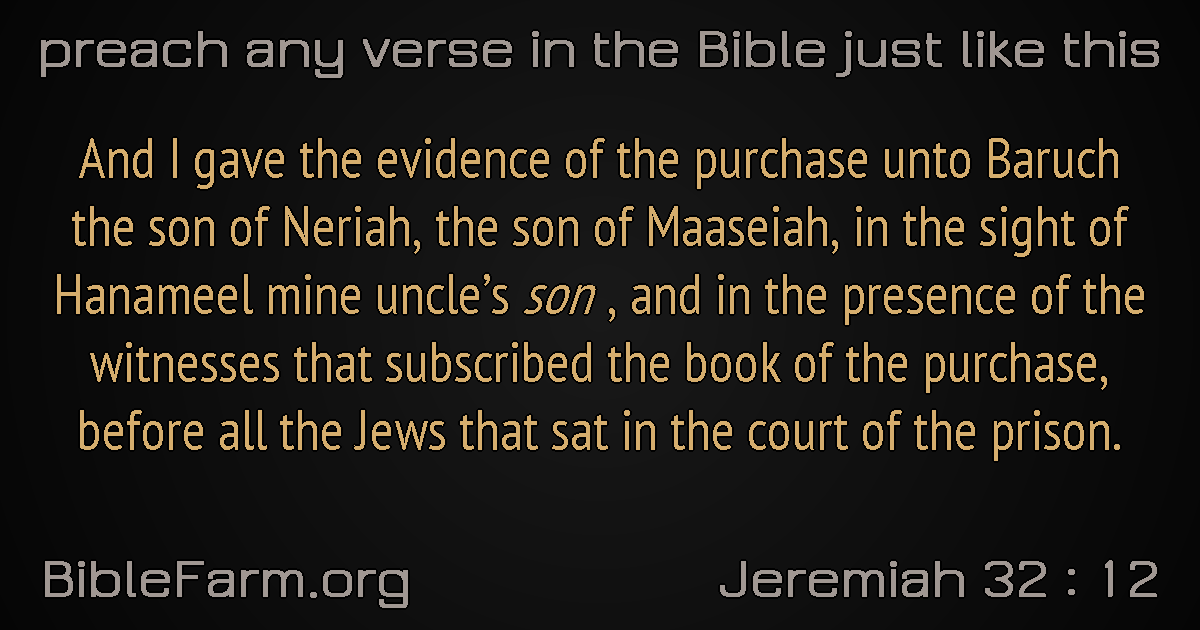 preach any verse in the Bible just like this
And I gave the evidence of the purchase unto Baruch
the son of Neriah, the son of Maaseiah, in the sight of
Hanameel mine uncle’s son , and in the presence of the
witnesses that subscribed the book of the purchase,
before all the Jews that sat in the court of the prison.
BibleFarm.org
Jeremiah 32 : 12